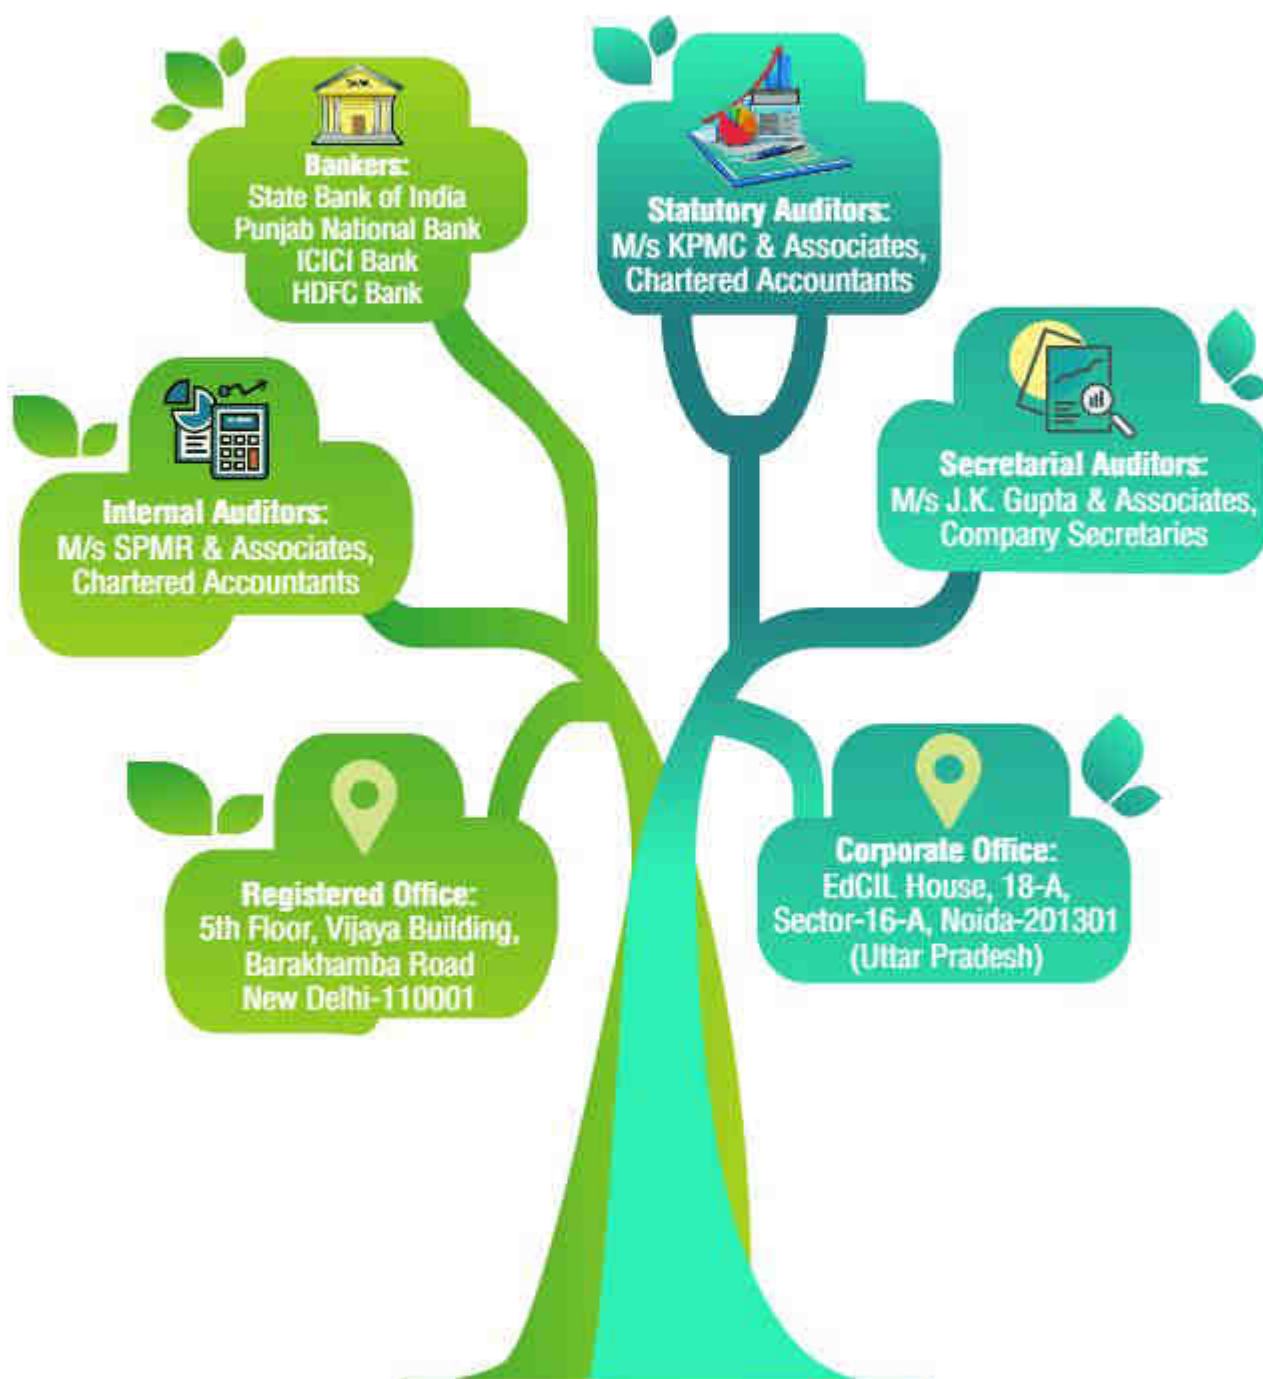 Bankers:
State Bank of India
Punjab National Bank
ICICI Bank
HDFC Bank
Statutory Auditors:
M/s KPMC & Associates,
Chartered Accountants
Internal Auditors:
M/s SPMR & Associates,
Chartered Accountants
Secretarial Auditors:
M/s J.K. Gupta & Associates,
Company Secretaries
Registered Office:
5th Floor, Vijaya Building,
Barakhamba Road
New Delhi-110001
Corporate Office:
EdCIL House, 18-A,
Sector-16-A, Noida-201301
(Uttar Pradesh)